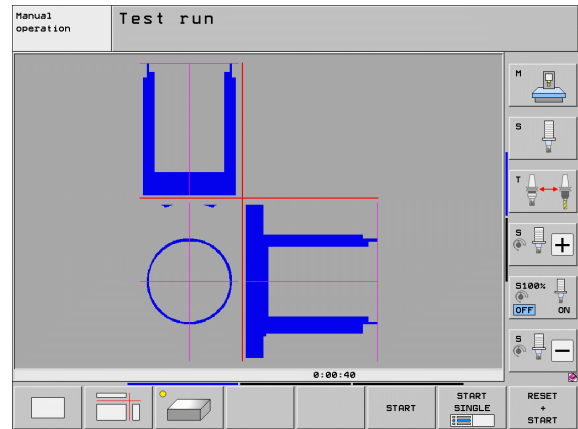 Manual
operation
Test run
M
S
T
S
S100%
OFF ON
S
0:00:40
START
START
SINGLE
RESET
+
START